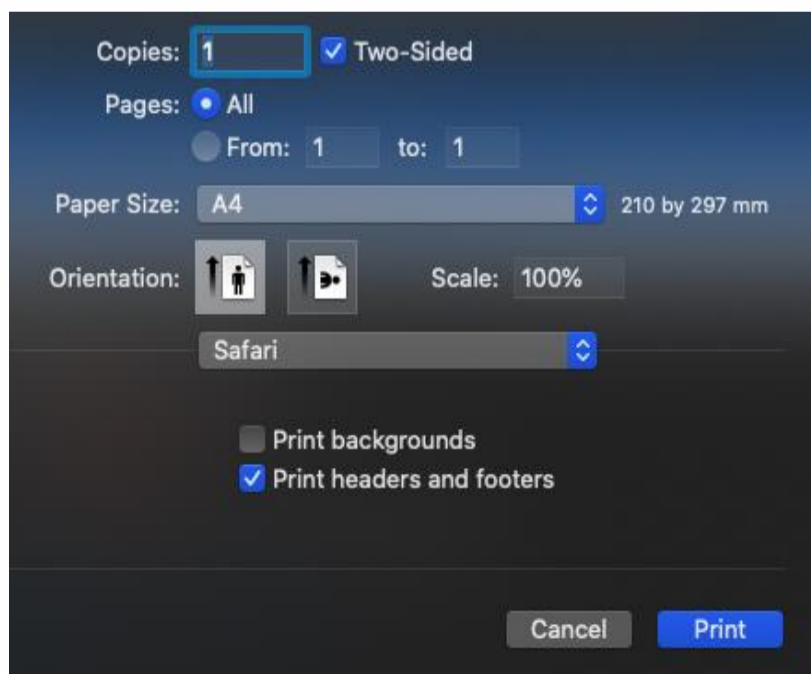 Copies: 1 Two-Sided
Pages: All
From: 1 to: 1
Paper Size: A4 210 by 297 mm
Orientation: Scale: 100%
Safari
Print backgrounds
Print headers and footers
Cancel Print